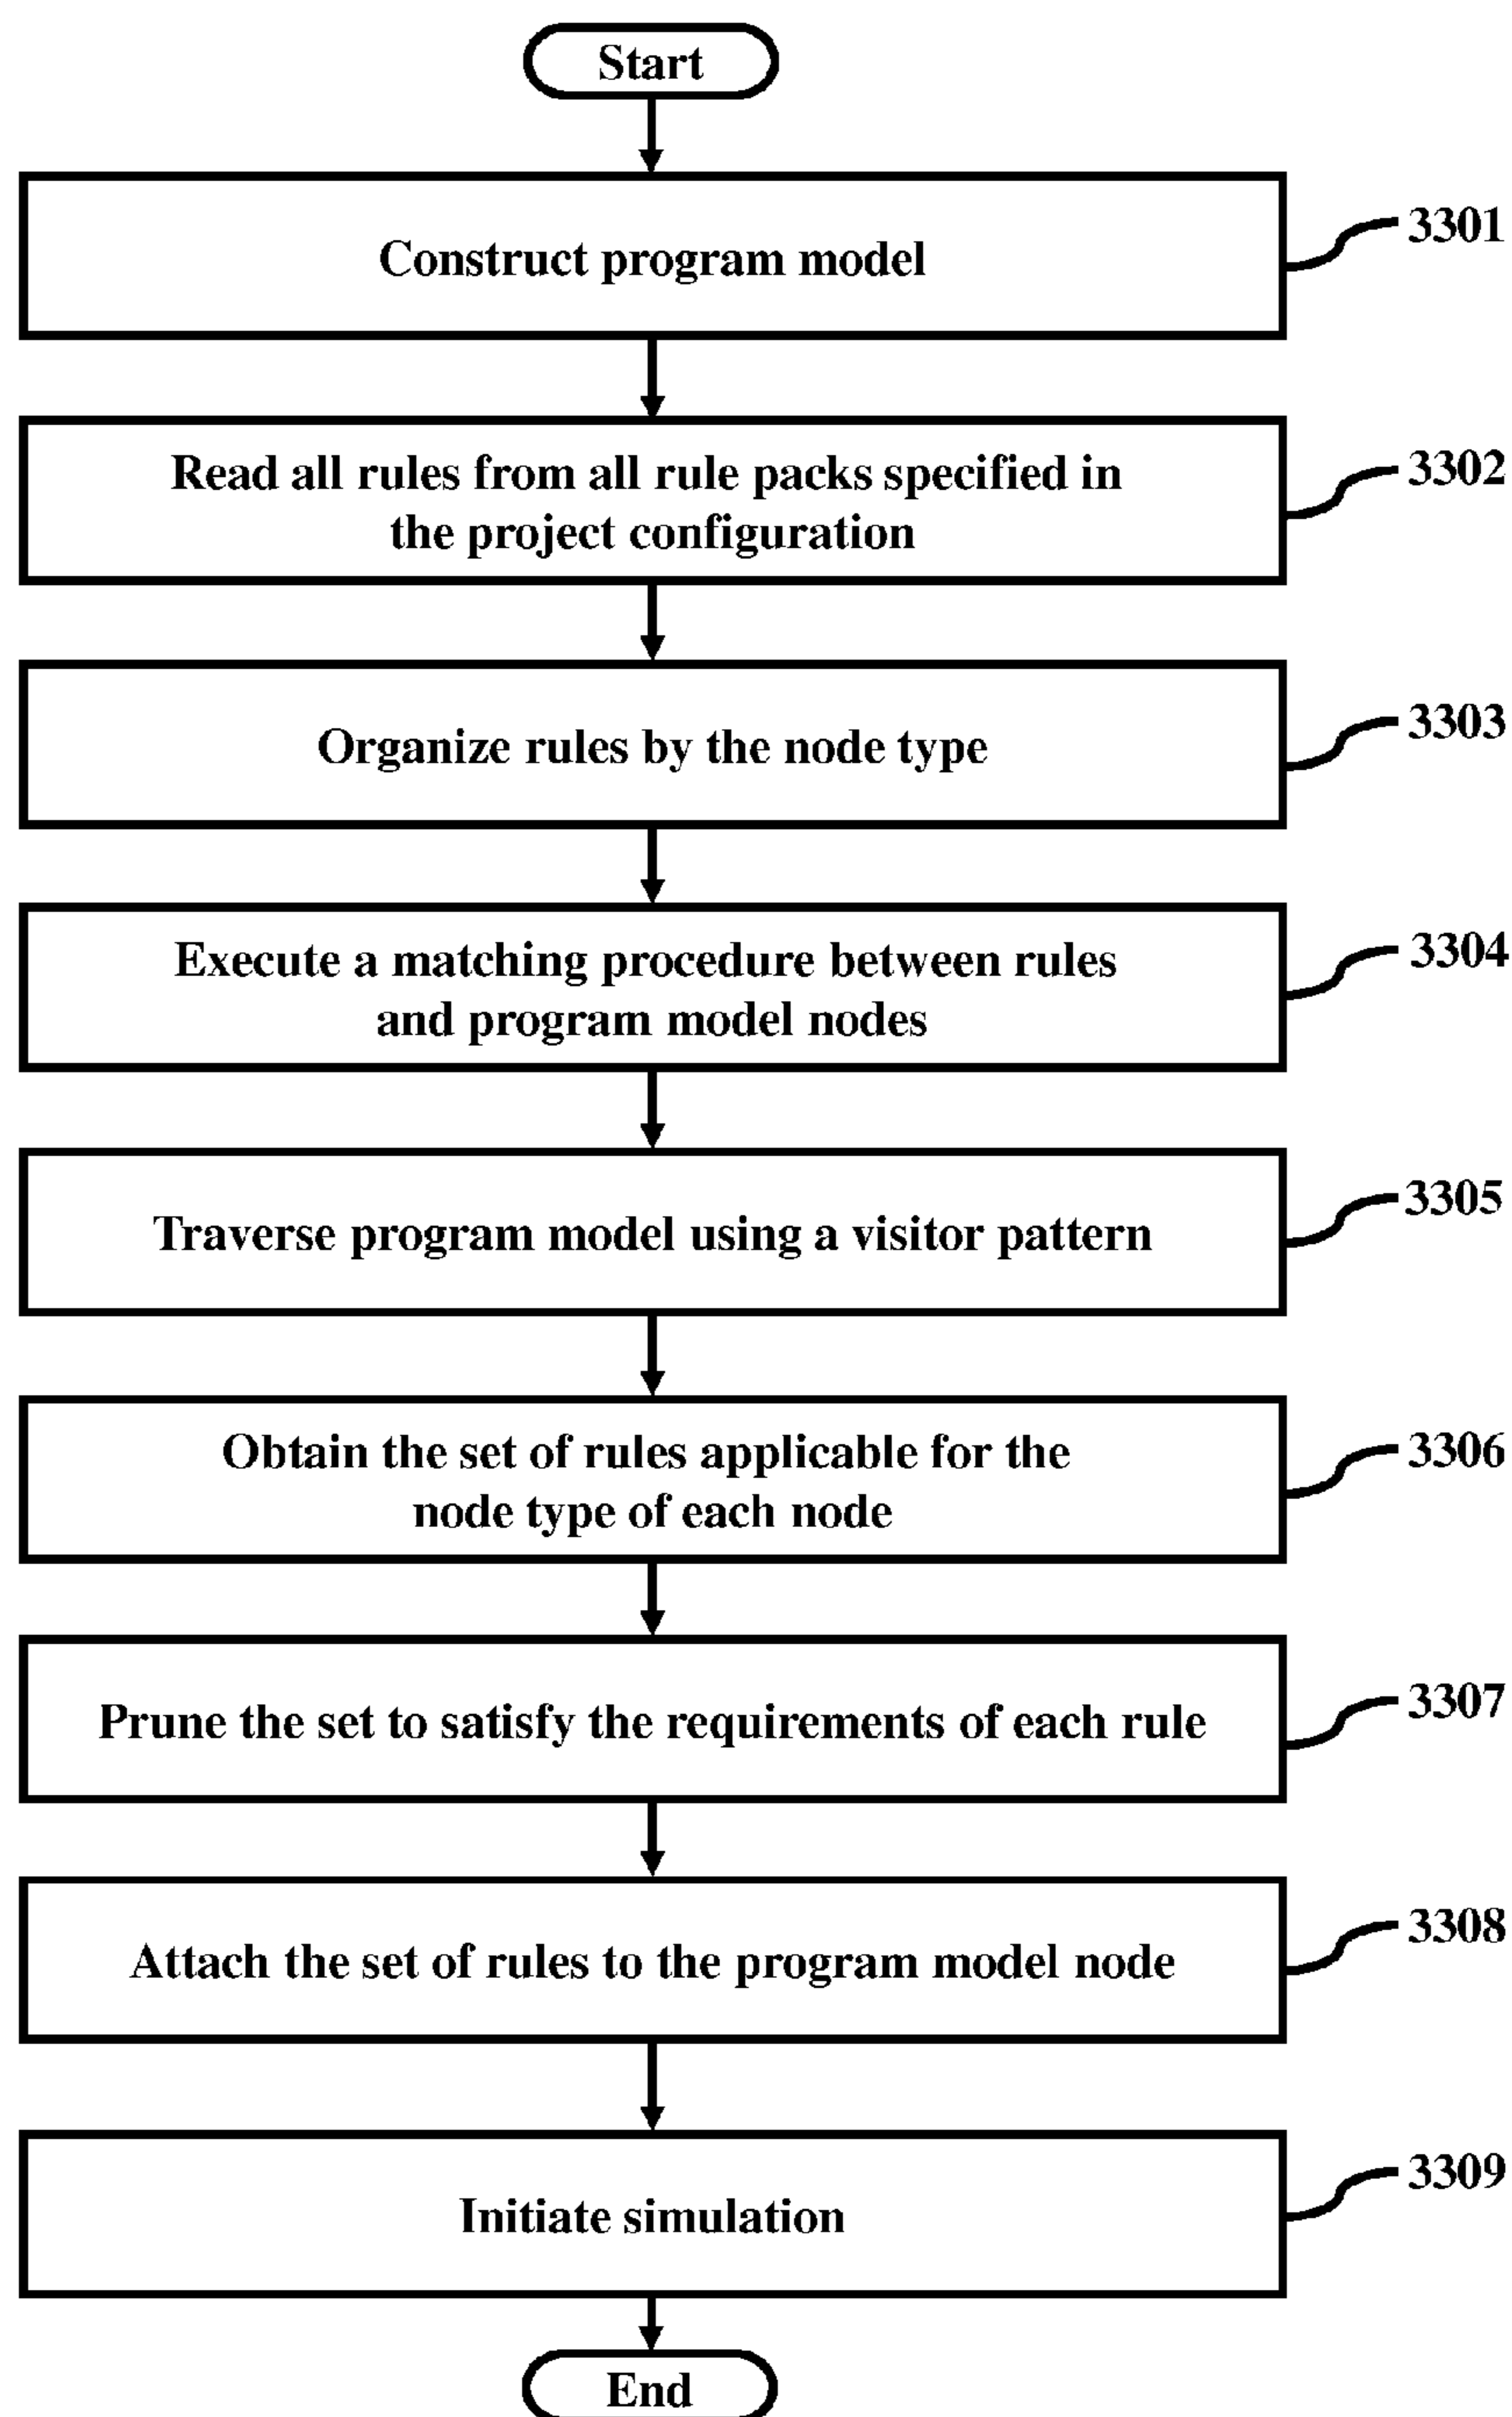 Start
Construct program model
3301
Read all rules from all rule packs specified in
the project configuration
3302
Organize rules by the node type
3303
Execute a matching procedure between rules
and program model nodes
3304
Traverse program model using a visitor pattern
3305
Obtain the set of rules applicable for the
node type of each node
3306
Prune the set to satisfy the requirements of each rule
3307
Attach the set of rules to the program model node
3308
Initiate simulation
3309
End